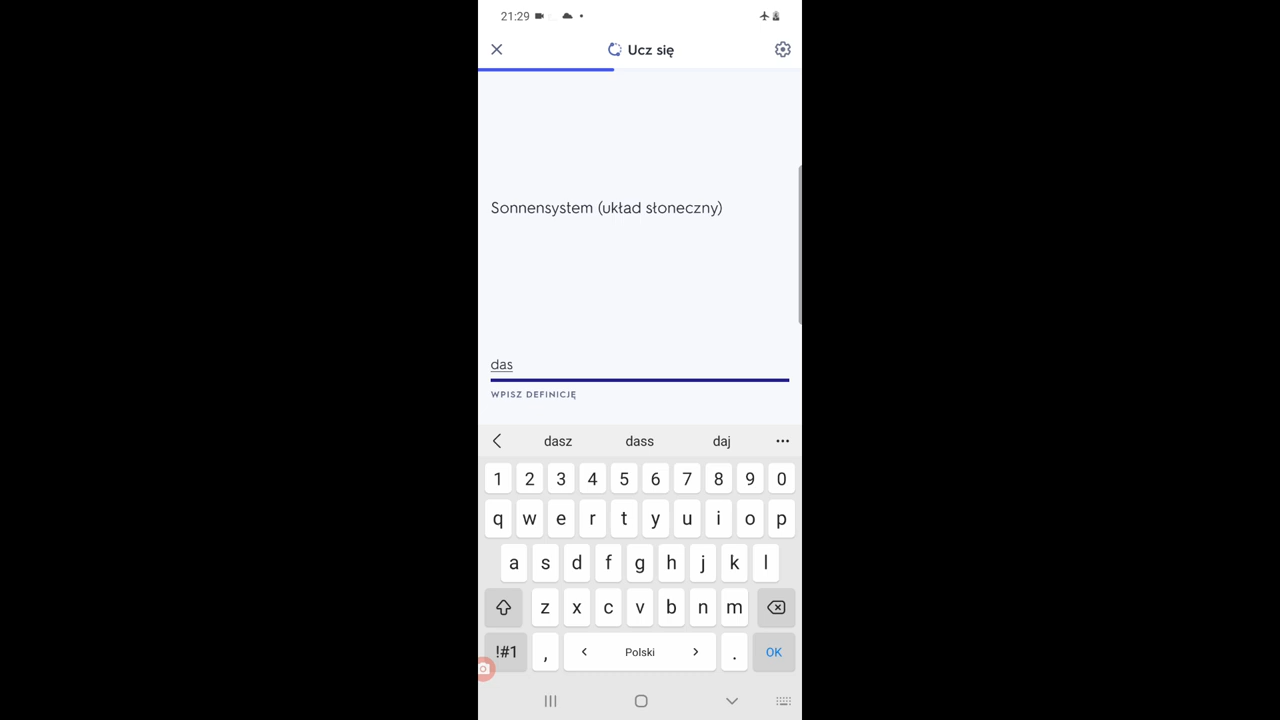 21:29
Ucz się
Sonnensystem (układ słoneczny)
das
WPISZ DEFINICJĘ
dasz dass daj
1 2 3 4 5 6 7 8 9 0
q w e r t y u i o p
a s d f g h j k l
z x c v b n m
!#1 , < Polski > . OK